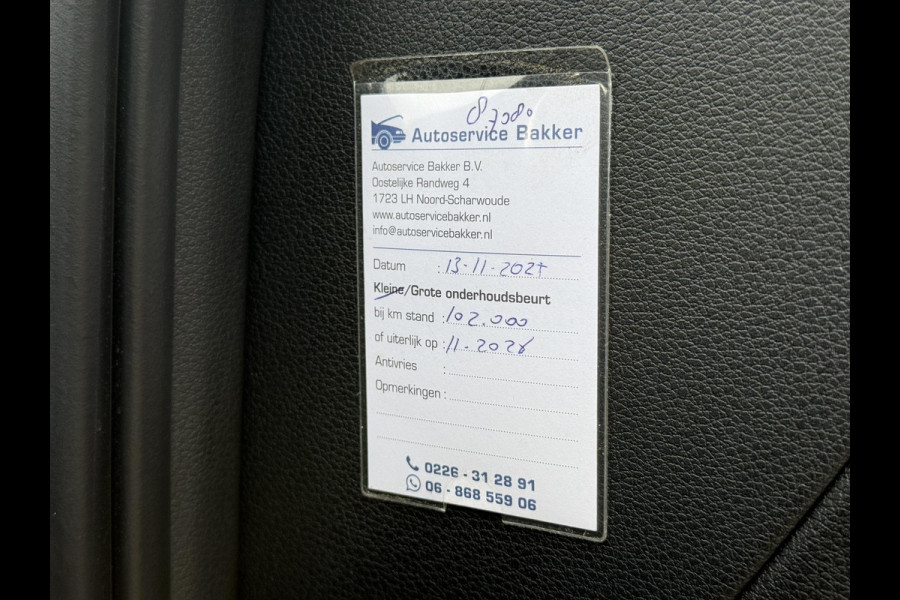 87080
Autoservice Bakker
Autoservice Bakker B.V.
Oostelijke Randweg 4
1723 LH Noord-Scharwoude
www.autoservicebakker.nl
info@autoservicebakker.nl
Datum : 13-11-2024
Kleine/Grote onderhoudsbeurt
bij km stand : 102.000
of uiterlijk op : 11-2026
Antivries :
Opmerkingen :
0226 - 31 28 91
06 - 868 559 06